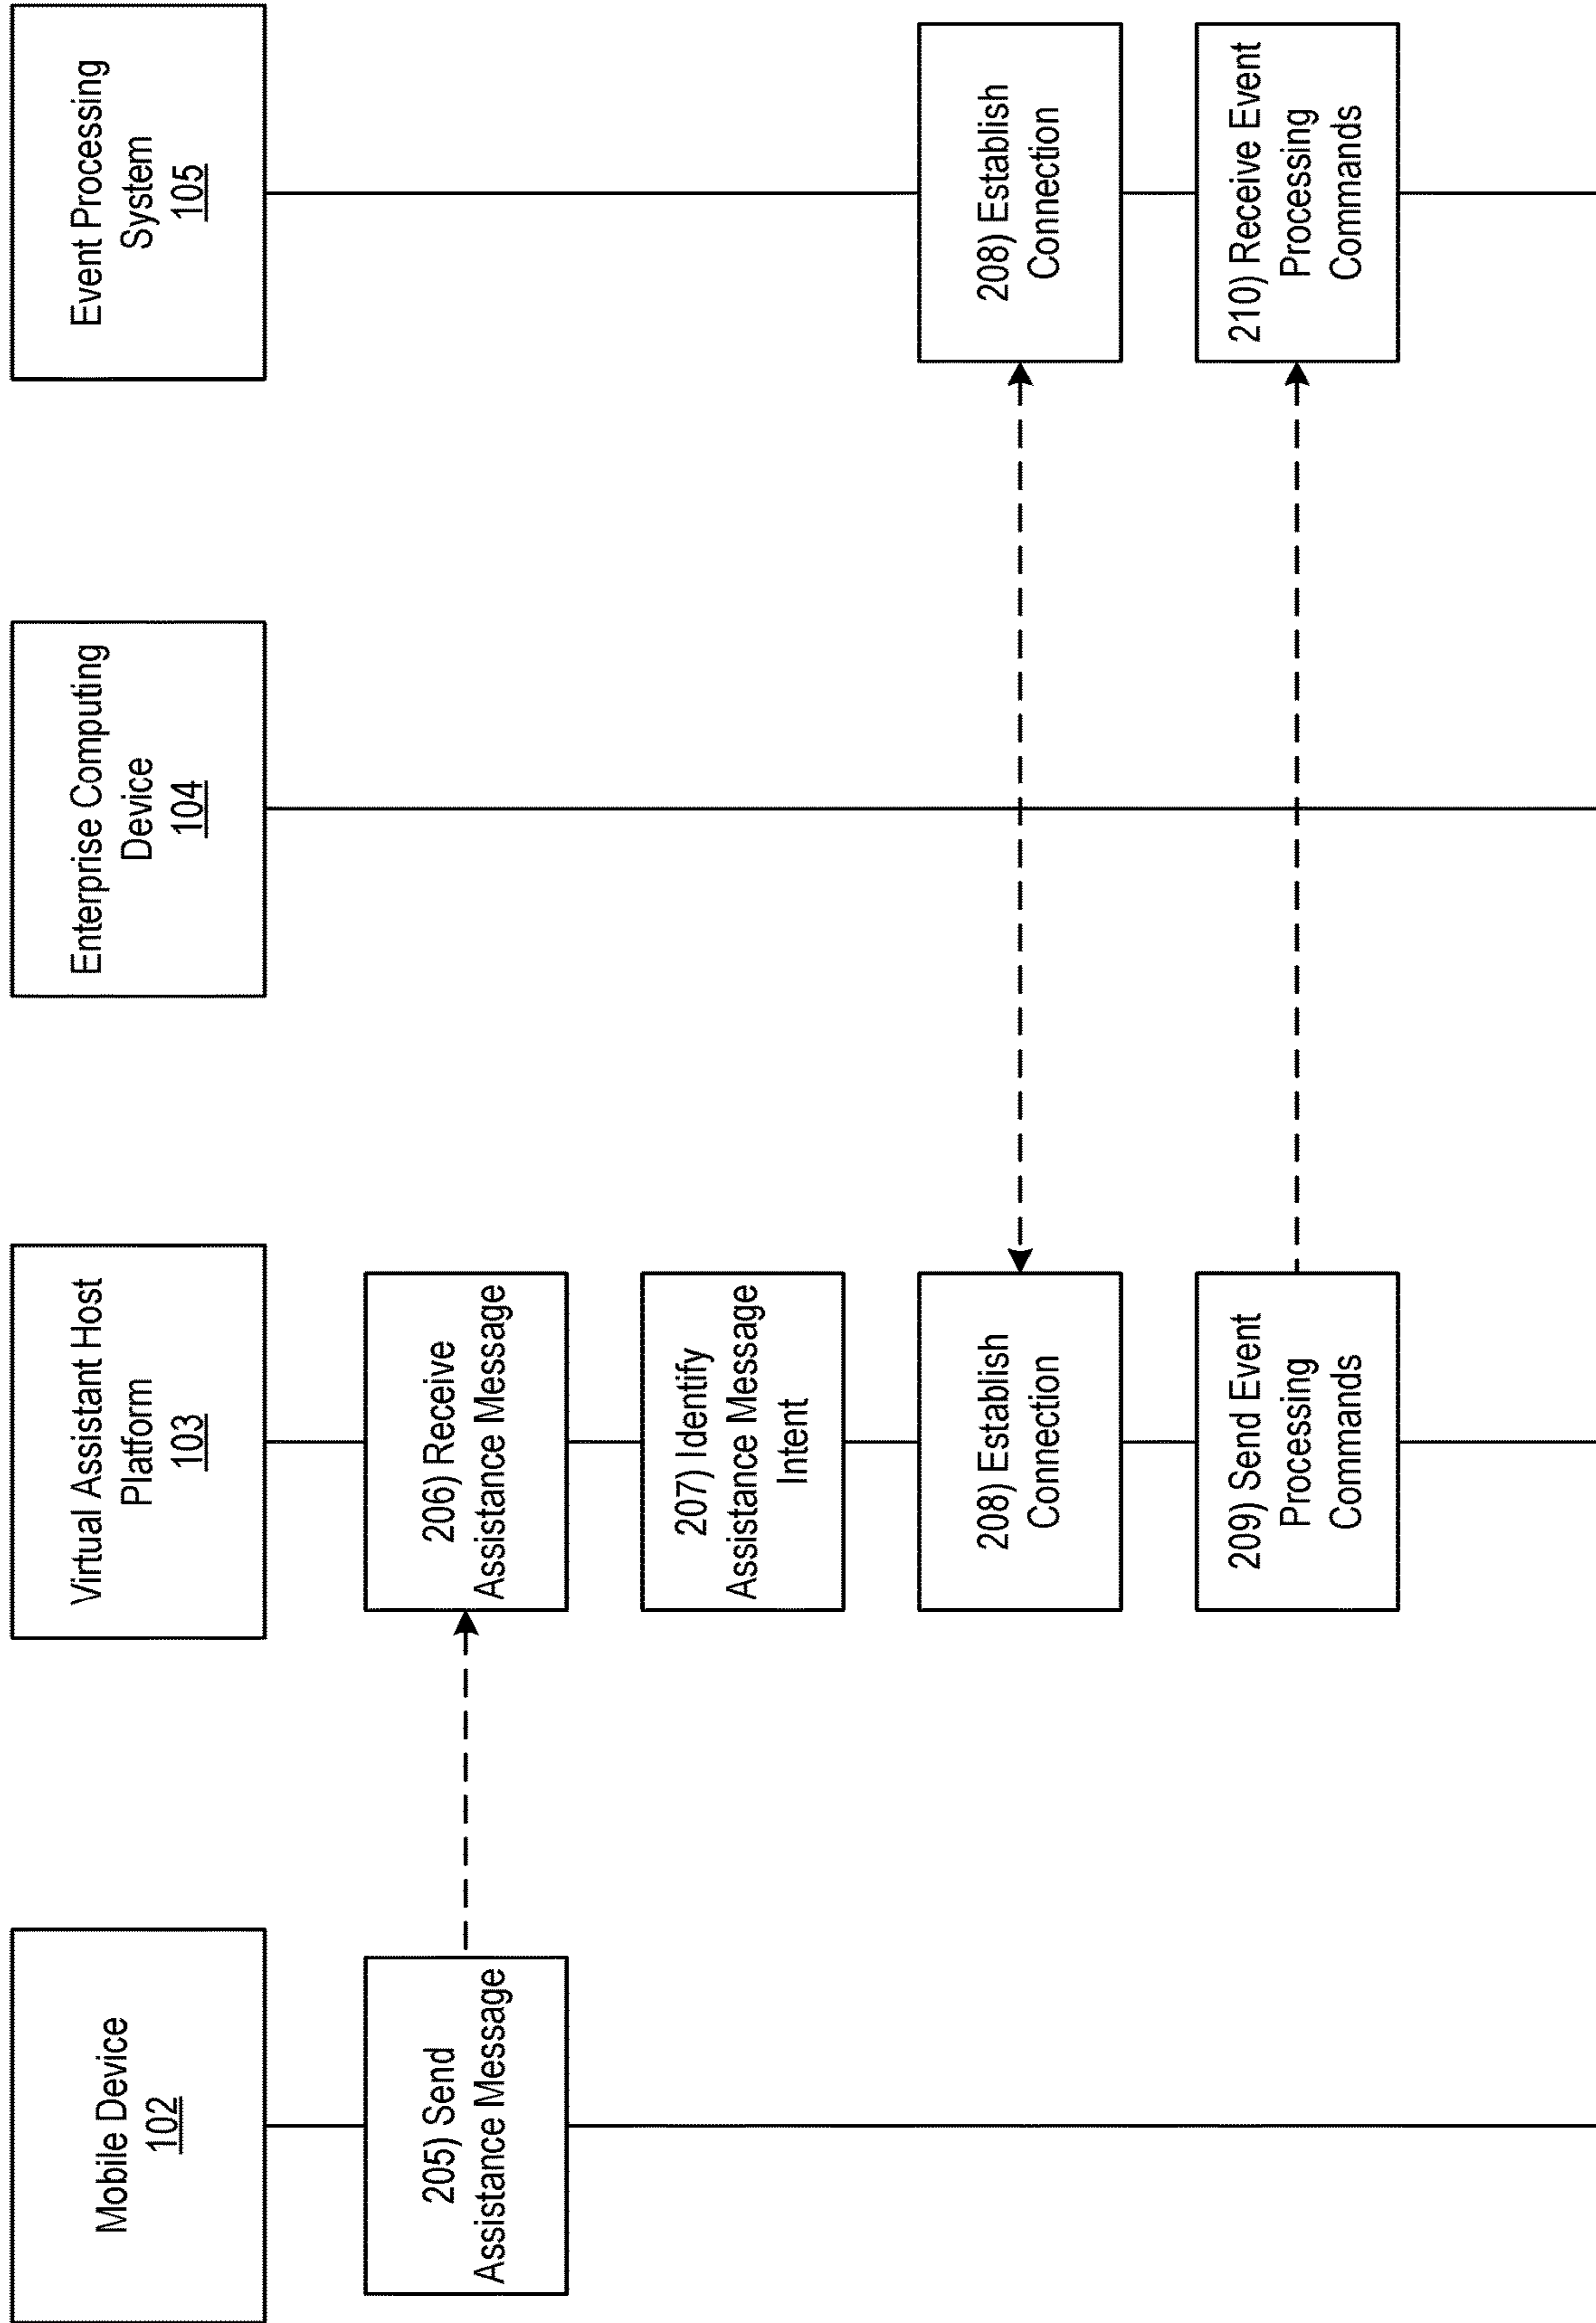 Mobile Device
102
Virtual Assistant Host
Platform
103
Enterprise Computing
Device
104
Event Processing
System
105
205) Send
Assistance Message
206) Receive
Assistance Message
207) Identify
Assistance Message
Intent
208) Establish
Connection
208) Establish
Connection
209) Send Event
Processing
Commands
210) Receive Event
Processing
Commands